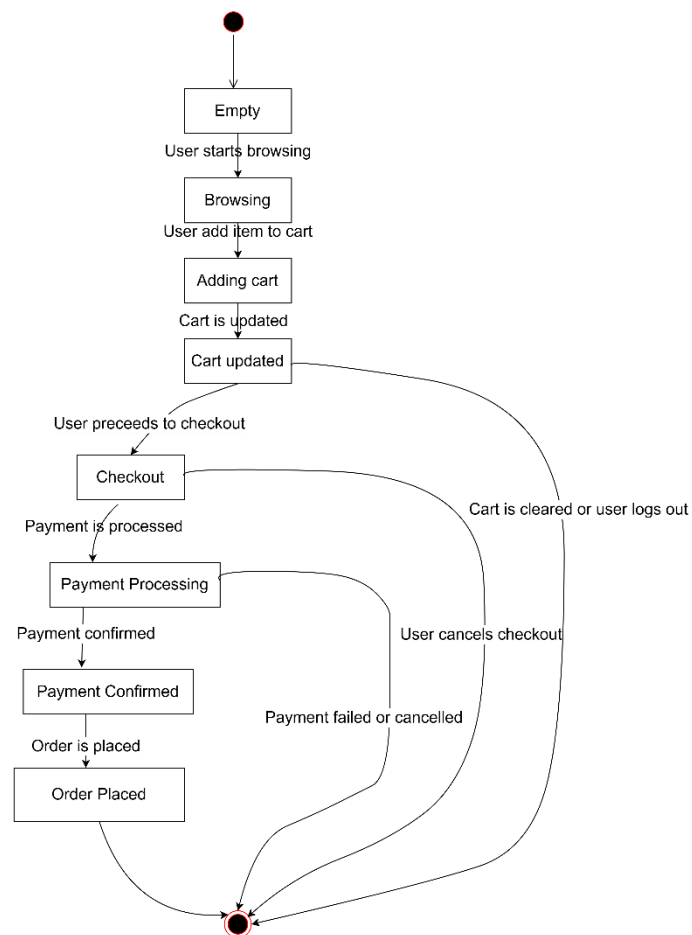 Empty
User starts browsing
Browsing
User add item to cart
Adding cart
Cart is updated
Cart updated
User preceeds to checkout
Checkout
Cart is cleared or user logs out
Payment is processed
Payment Processing
Payment confirmed
User cancels checkout
Payment Confirmed
Payment failed or cancelled
Order is placed
Order Placed